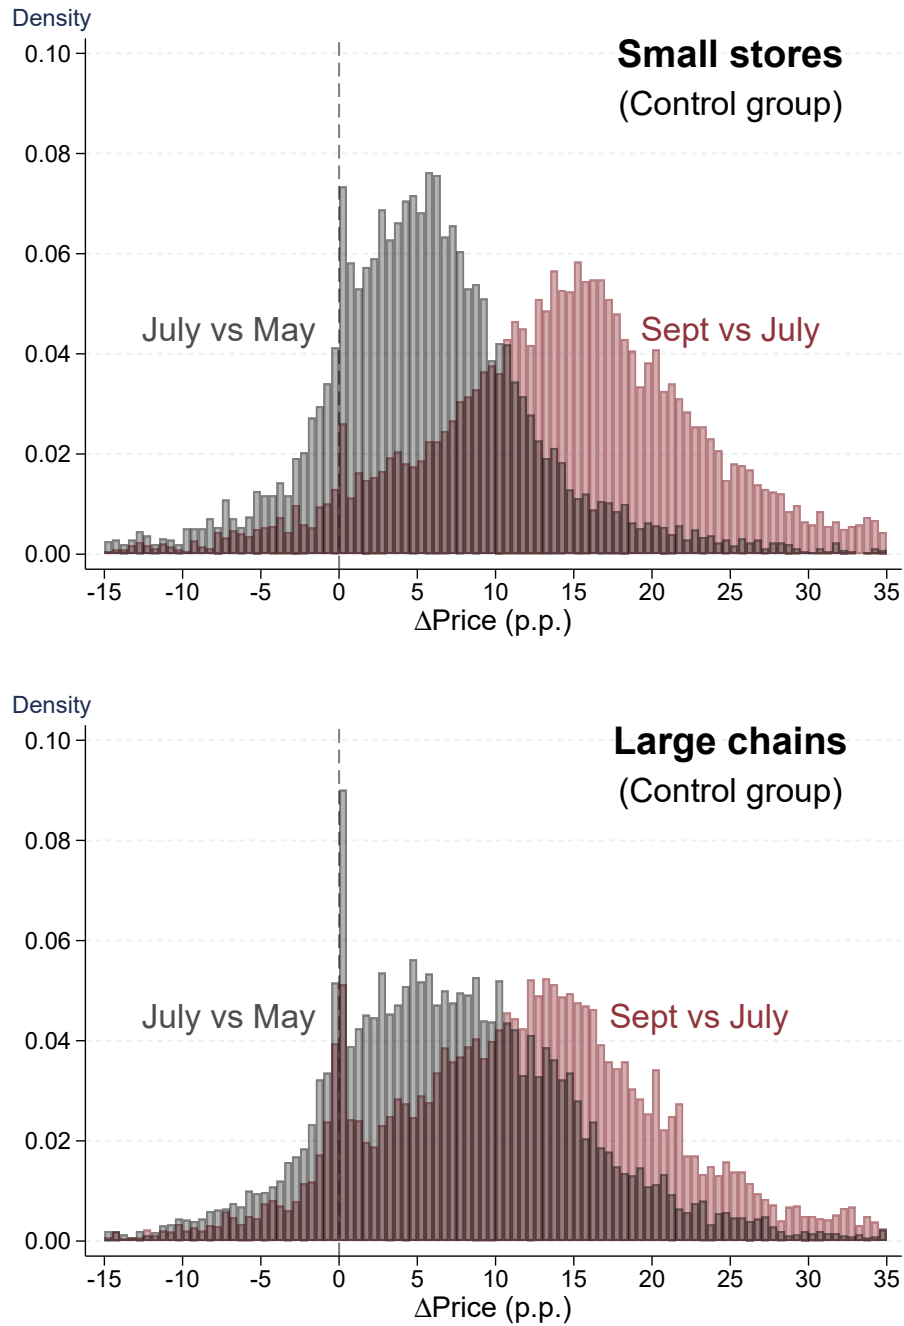 Density
Small stores
(Control group)
0.10
0.08
0.06
0.04
0.02
0.00
July vs May
Sept vs July
-15 -10 -5 0 5 10 15 20 25 30 35
ΔPrice (p.p.)
Density
Large chains
(Control group)
0.10
0.08
0.06
0.04
0.02
0.00
July vs May
Sept vs July
-15 -10 -5 0 5 10 15 20 25 30 35
ΔPrice (p.p.)